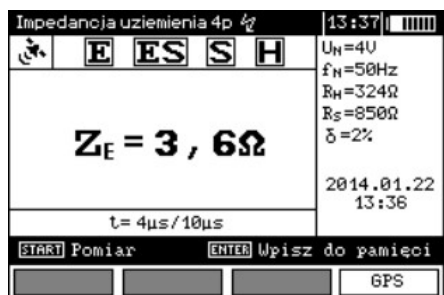 Impedancja uziemienia 4p 13:37
E ES S H
UN=4U
fN=50Hz
RH=324Ω
RS=850Ω
δ=2%
ZE = 3,6Ω
2014.01.22
13:36
t= 4µs/10µs
START Pomiar ENTER Wpisz do pamięci
GPS